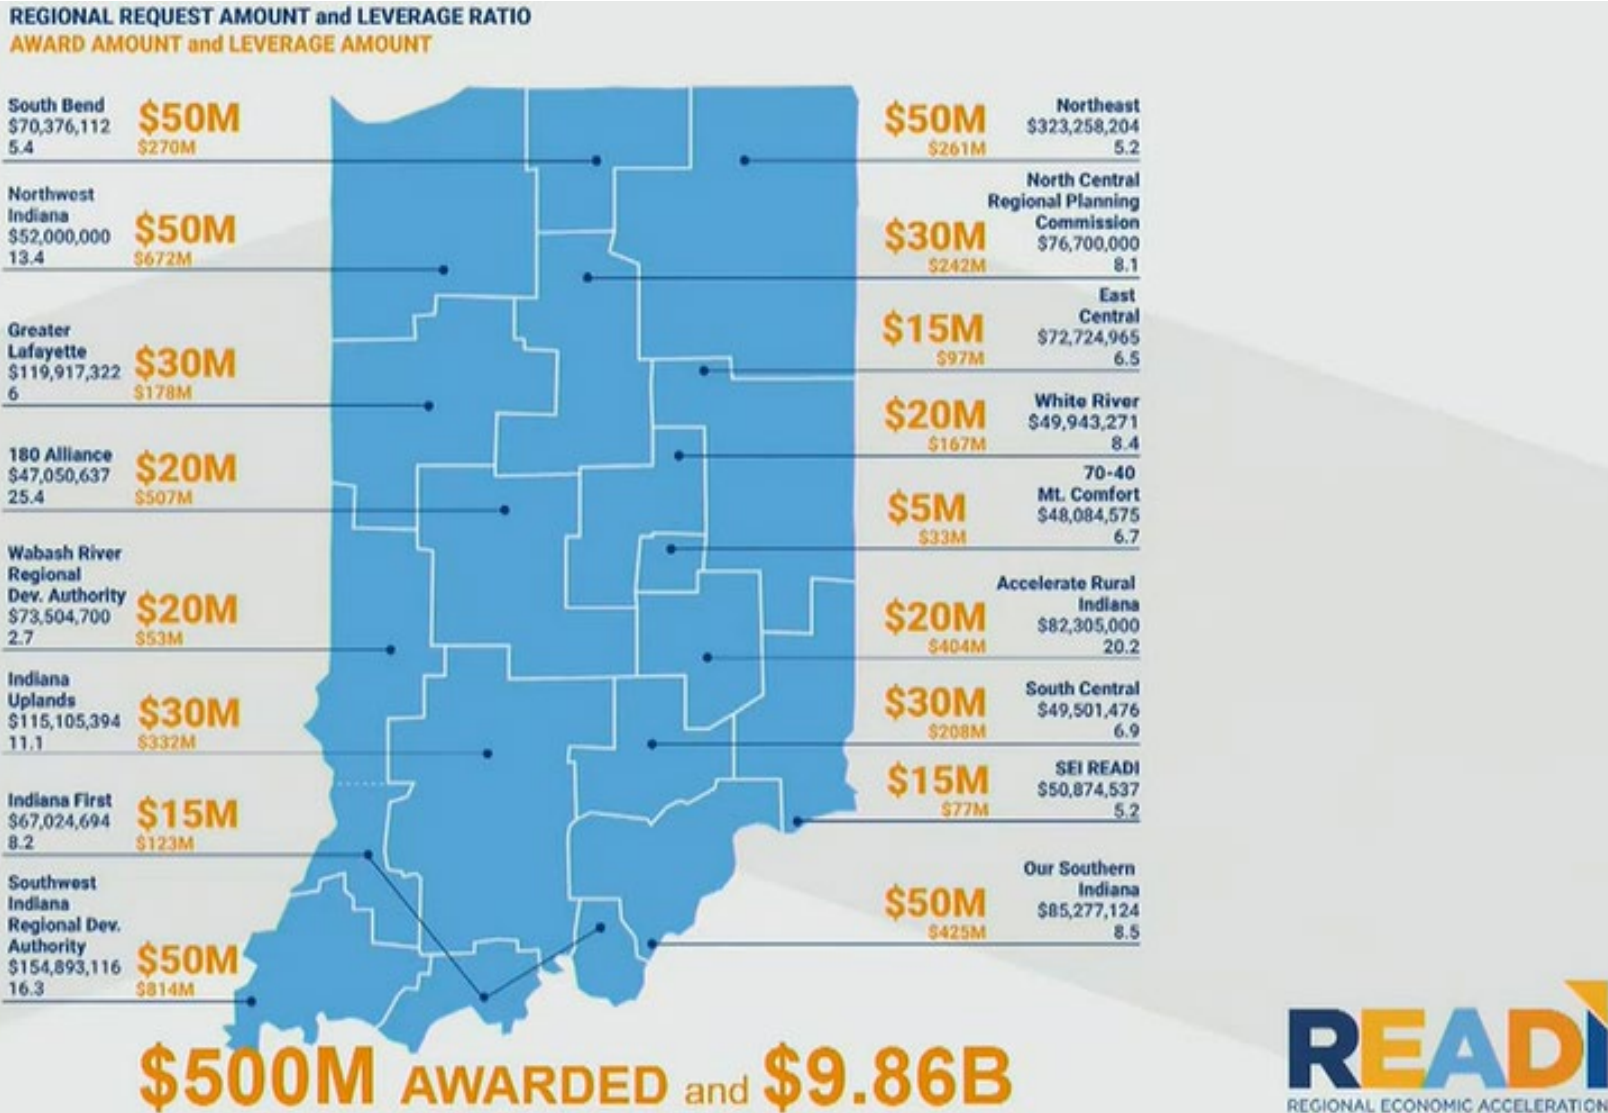 REGIONAL REQUEST AMOUNT and LEVERAGE RATIO
AWARD AMOUNT and LEVERAGE AMOUNT
South Bend
$70,376,112
5.4
$50M
$270M
Northwest
Indiana
$52,000,000
13.4
$50M
$672M
Greater
Lafayette
$119,917,322
6
$30M
$178M
180 Alliance
$47,050,637
25.4
$20M
$507M
Wabash River
Regional
Dev. Authority
$73,504,700
2.7
$20M
$53M
Indiana
Uplands
$115,105,394
11.1
$30M
$332M
Indiana First
$67,024,694
8.2
$15M
$123M
Southwest
Indiana
Regional Dev.
Authority
$154,893,116
16.3
$50M
$814M
$50M
$261M
Northeast
$323,258,204
5.2
$30M
$242M
North Central
Regional Planning
Commission
$76,700,000
8.1
$15M
$97M
East
Central
$72,724,965
6.5
$20M
$167M
White River
$49,943,271
8.4
$5M
$33M
70-40
Mt. Comfort
$48,084,575
6.7
$20M
$404M
Accelerate Rural
Indiana
$82,305,000
20.2
$30M
$208M
South Central
$49,501,476
6.9
$15M
$77M
SEI READI
$50,874,537
5.2
$50M
$425M
Our Southern
Indiana
$85,277,124
8.5
$500M AWARDED and $9.86B
READI
REGIONAL ECONOMIC ACCELERATION